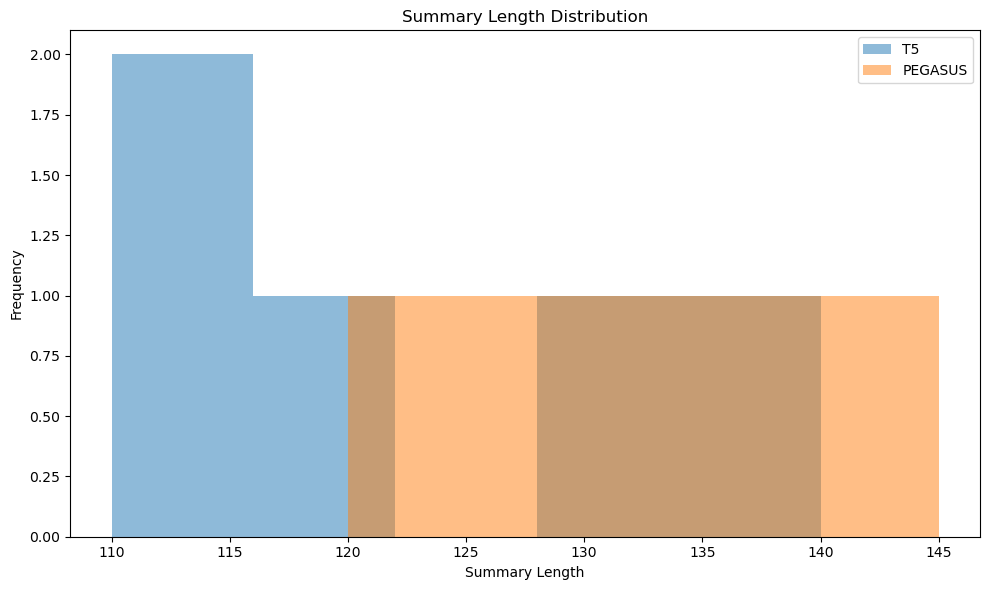 Summary Length Distribution
T5
PEGASUS
2.00
1.75
1.50
1.25
1.00
0.75
0.50
0.25
0.00
Frequency
110 115 120 125 130 135 140 145
Summary Length